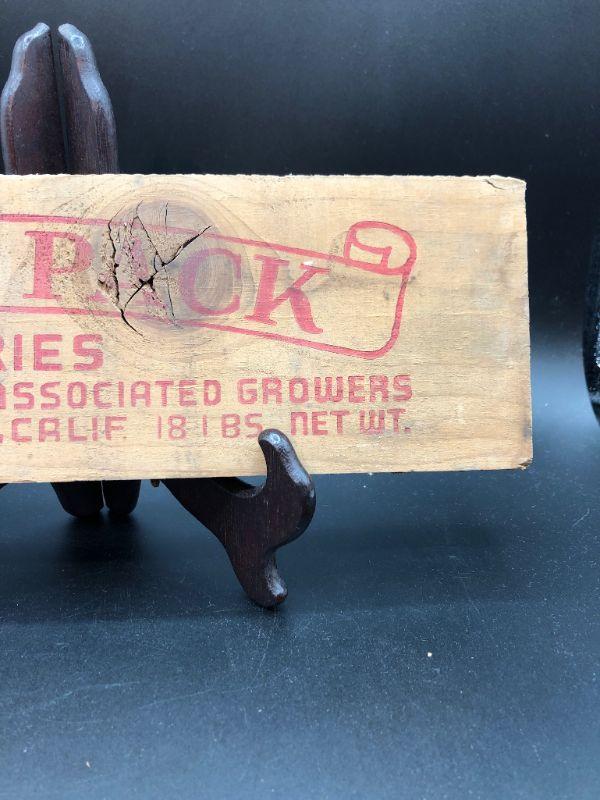 PACK
RIES
ASSOCIATED GROWERS
.CALIF. 18 LBS. NET WT.